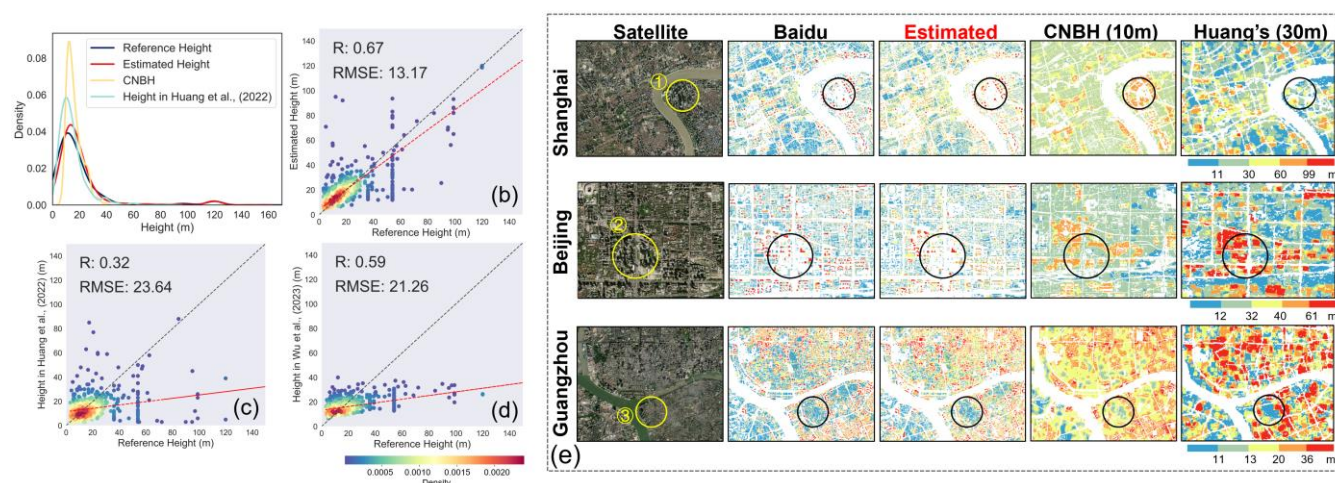 Reference Height
Estimated Height
CNBH
Height in Huang et al., (2022)
Density
0.08
0.06
0.04
0.02
0.00
0 20 40 60 80 100 120 140 160
Height (m)
R: 0.67
RMSE: 13.17
Estimated Height (m)
140
120
100
80
60
40
20
0 20 40 60 80 100 120 140
Reference Height (m)
(b)
R: 0.32
RMSE: 23.64
Height in Huang et al., (2022) (m)
140
120
100
80
60
40
20
0
0 20 40 60 80 100 120 140
Reference Height (m)
(c)
R: 0.59
RMSE: 21.26
Height in Wu et al., (2023) (m)
140
120
100
80
60
40
20
0
0 20 40 60 80 100 120 140
Reference Height (m)
(d)
0.0005 0.0010 0.0015 0.0020
Density
Satellite Baidu Estimated CNBH (10m) Huang's (30m)
Shanghai
①
11 30 60 99 m
Beijing
②
12 32 40 61 m
Guangzhou
③
11 13 20 36 m
(e)